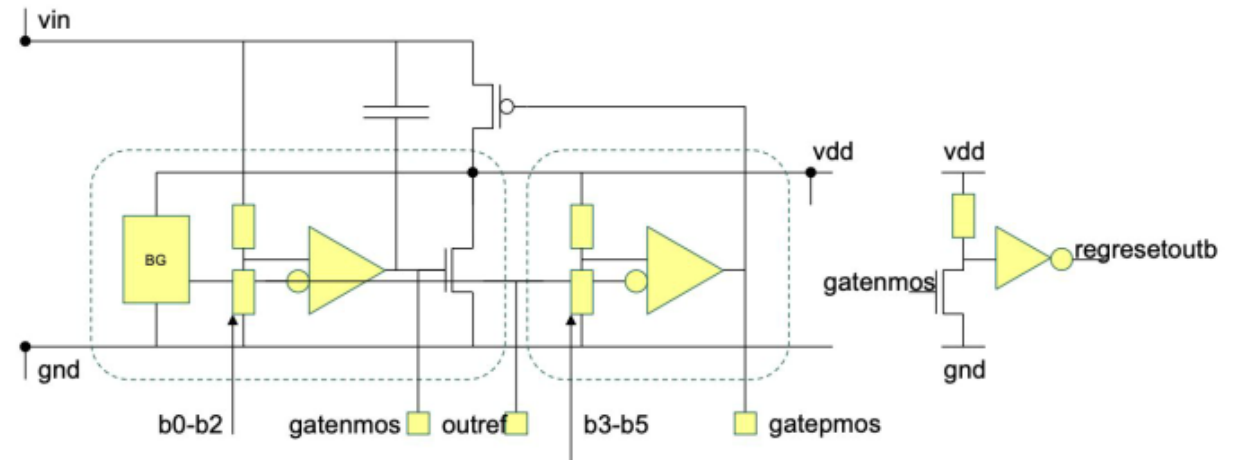 vin
vdd
vdd
BG
regresetoutb
gatenmos
gnd
gnd
b0-b2
gatenmos
outref
b3-b5
gatepmos